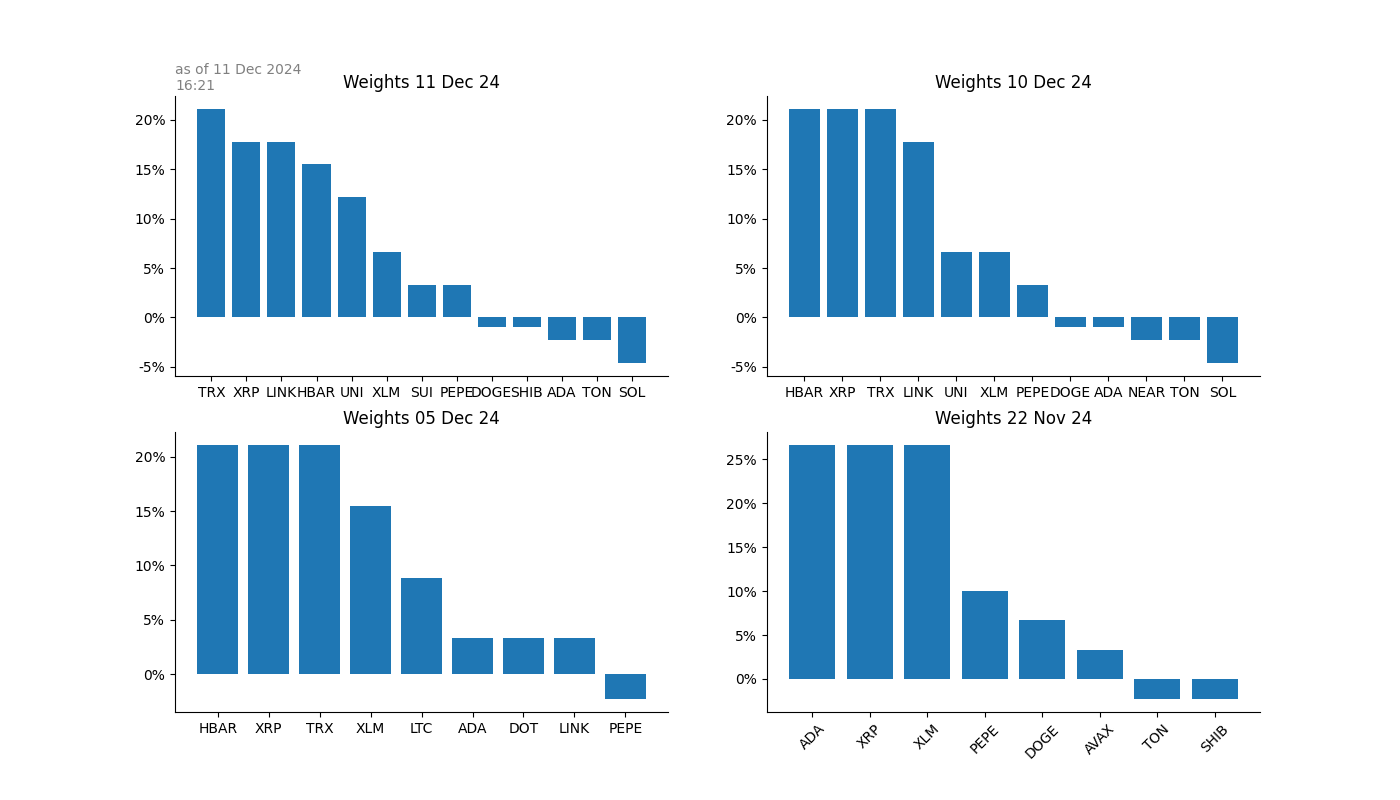 as of 11 Dec 2024
16:21
Weights 11 Dec 24
20%
15%
10%
5%
0%
-5%
TRX XRP LINK HBAR UNI XLM SUI PEPE DOGE SHIB ADA TON SOL
Weights 10 Dec 24
20%
15%
10%
5%
0%
-5%
HBAR XRP TRX LINK UNI XLM PEPE DOGE ADA NEAR TON SOL
Weights 05 Dec 24
20%
15%
10%
5%
0%
HBAR XRP TRX XLM LTC ADA DOT LINK PEPE
Weights 22 Nov 24
25%
20%
15%
10%
5%
0%
ADA XRP XLM PEPE DOGE AVAX TON SHIB